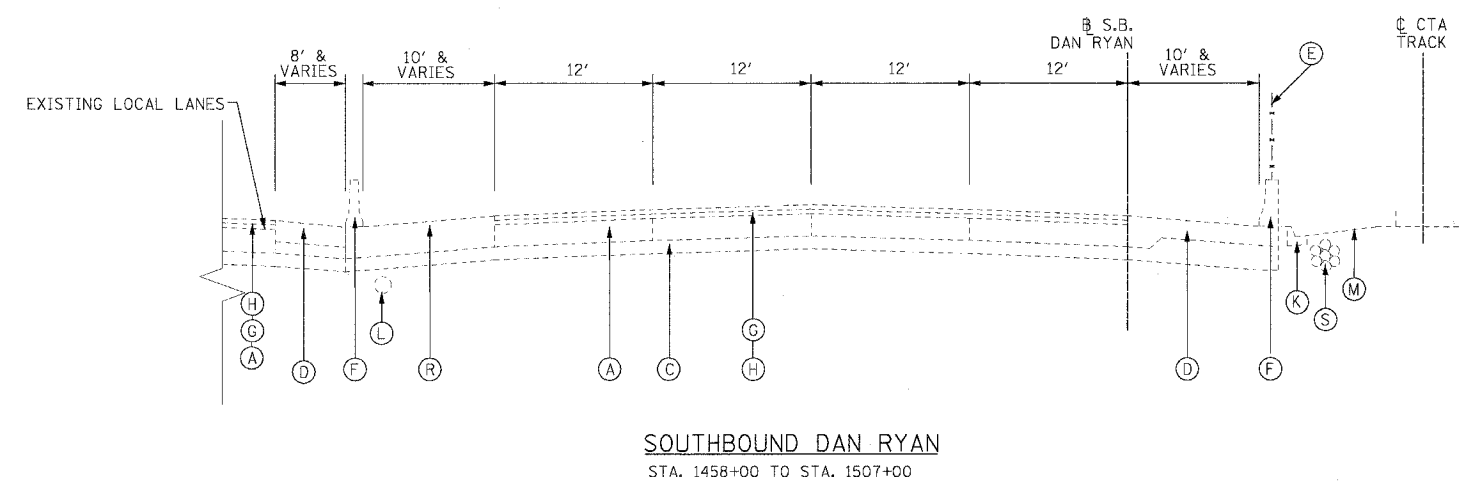 ℄ CTA
TRACK
B S.B.
DAN RYAN
8' &
VARIES
10' &
VARIES
12'
12'
12'
12'
10' &
VARIES
E
EXISTING LOCAL LANES
H
G
A
D
F
L
R
A
C
G
H
D
F
K
S
M
SOUTHBOUND DAN RYAN
STA. 1458+00 TO STA. 1507+00